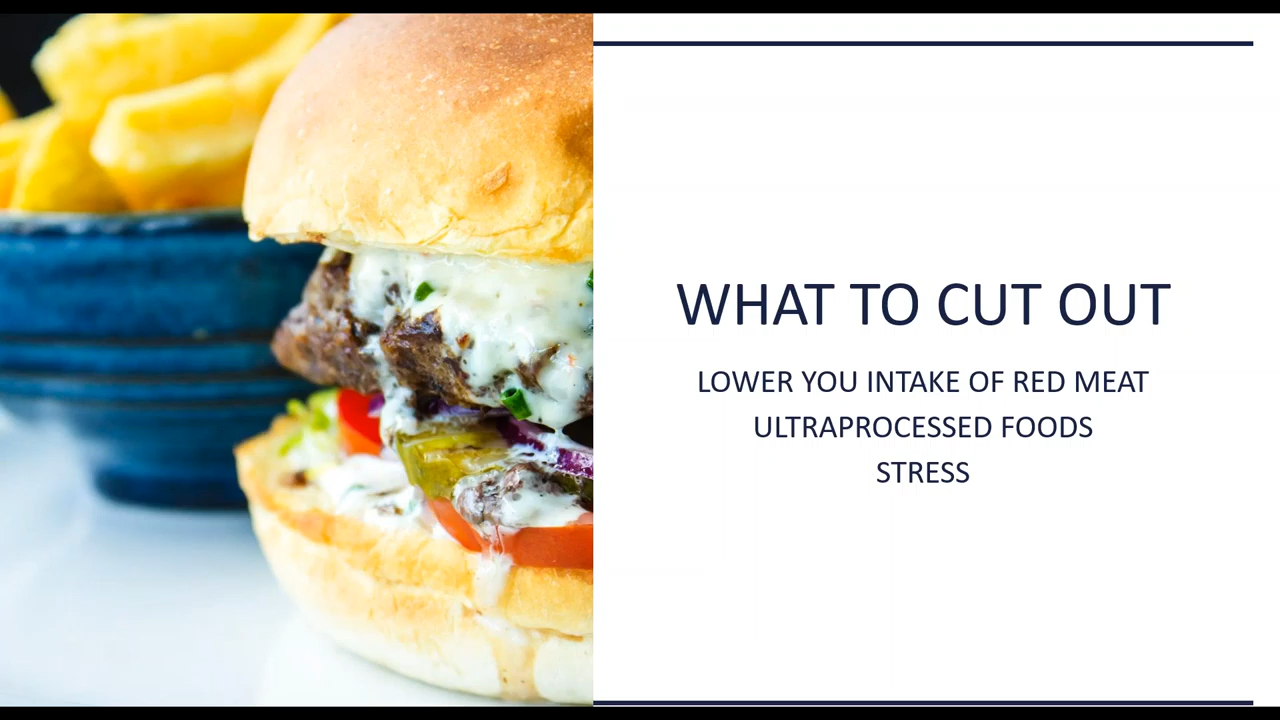 WHAT TO CUT OUT
LOWER YOU INTAKE OF RED MEAT
ULTRAPROCESSED FOODS
STRESS